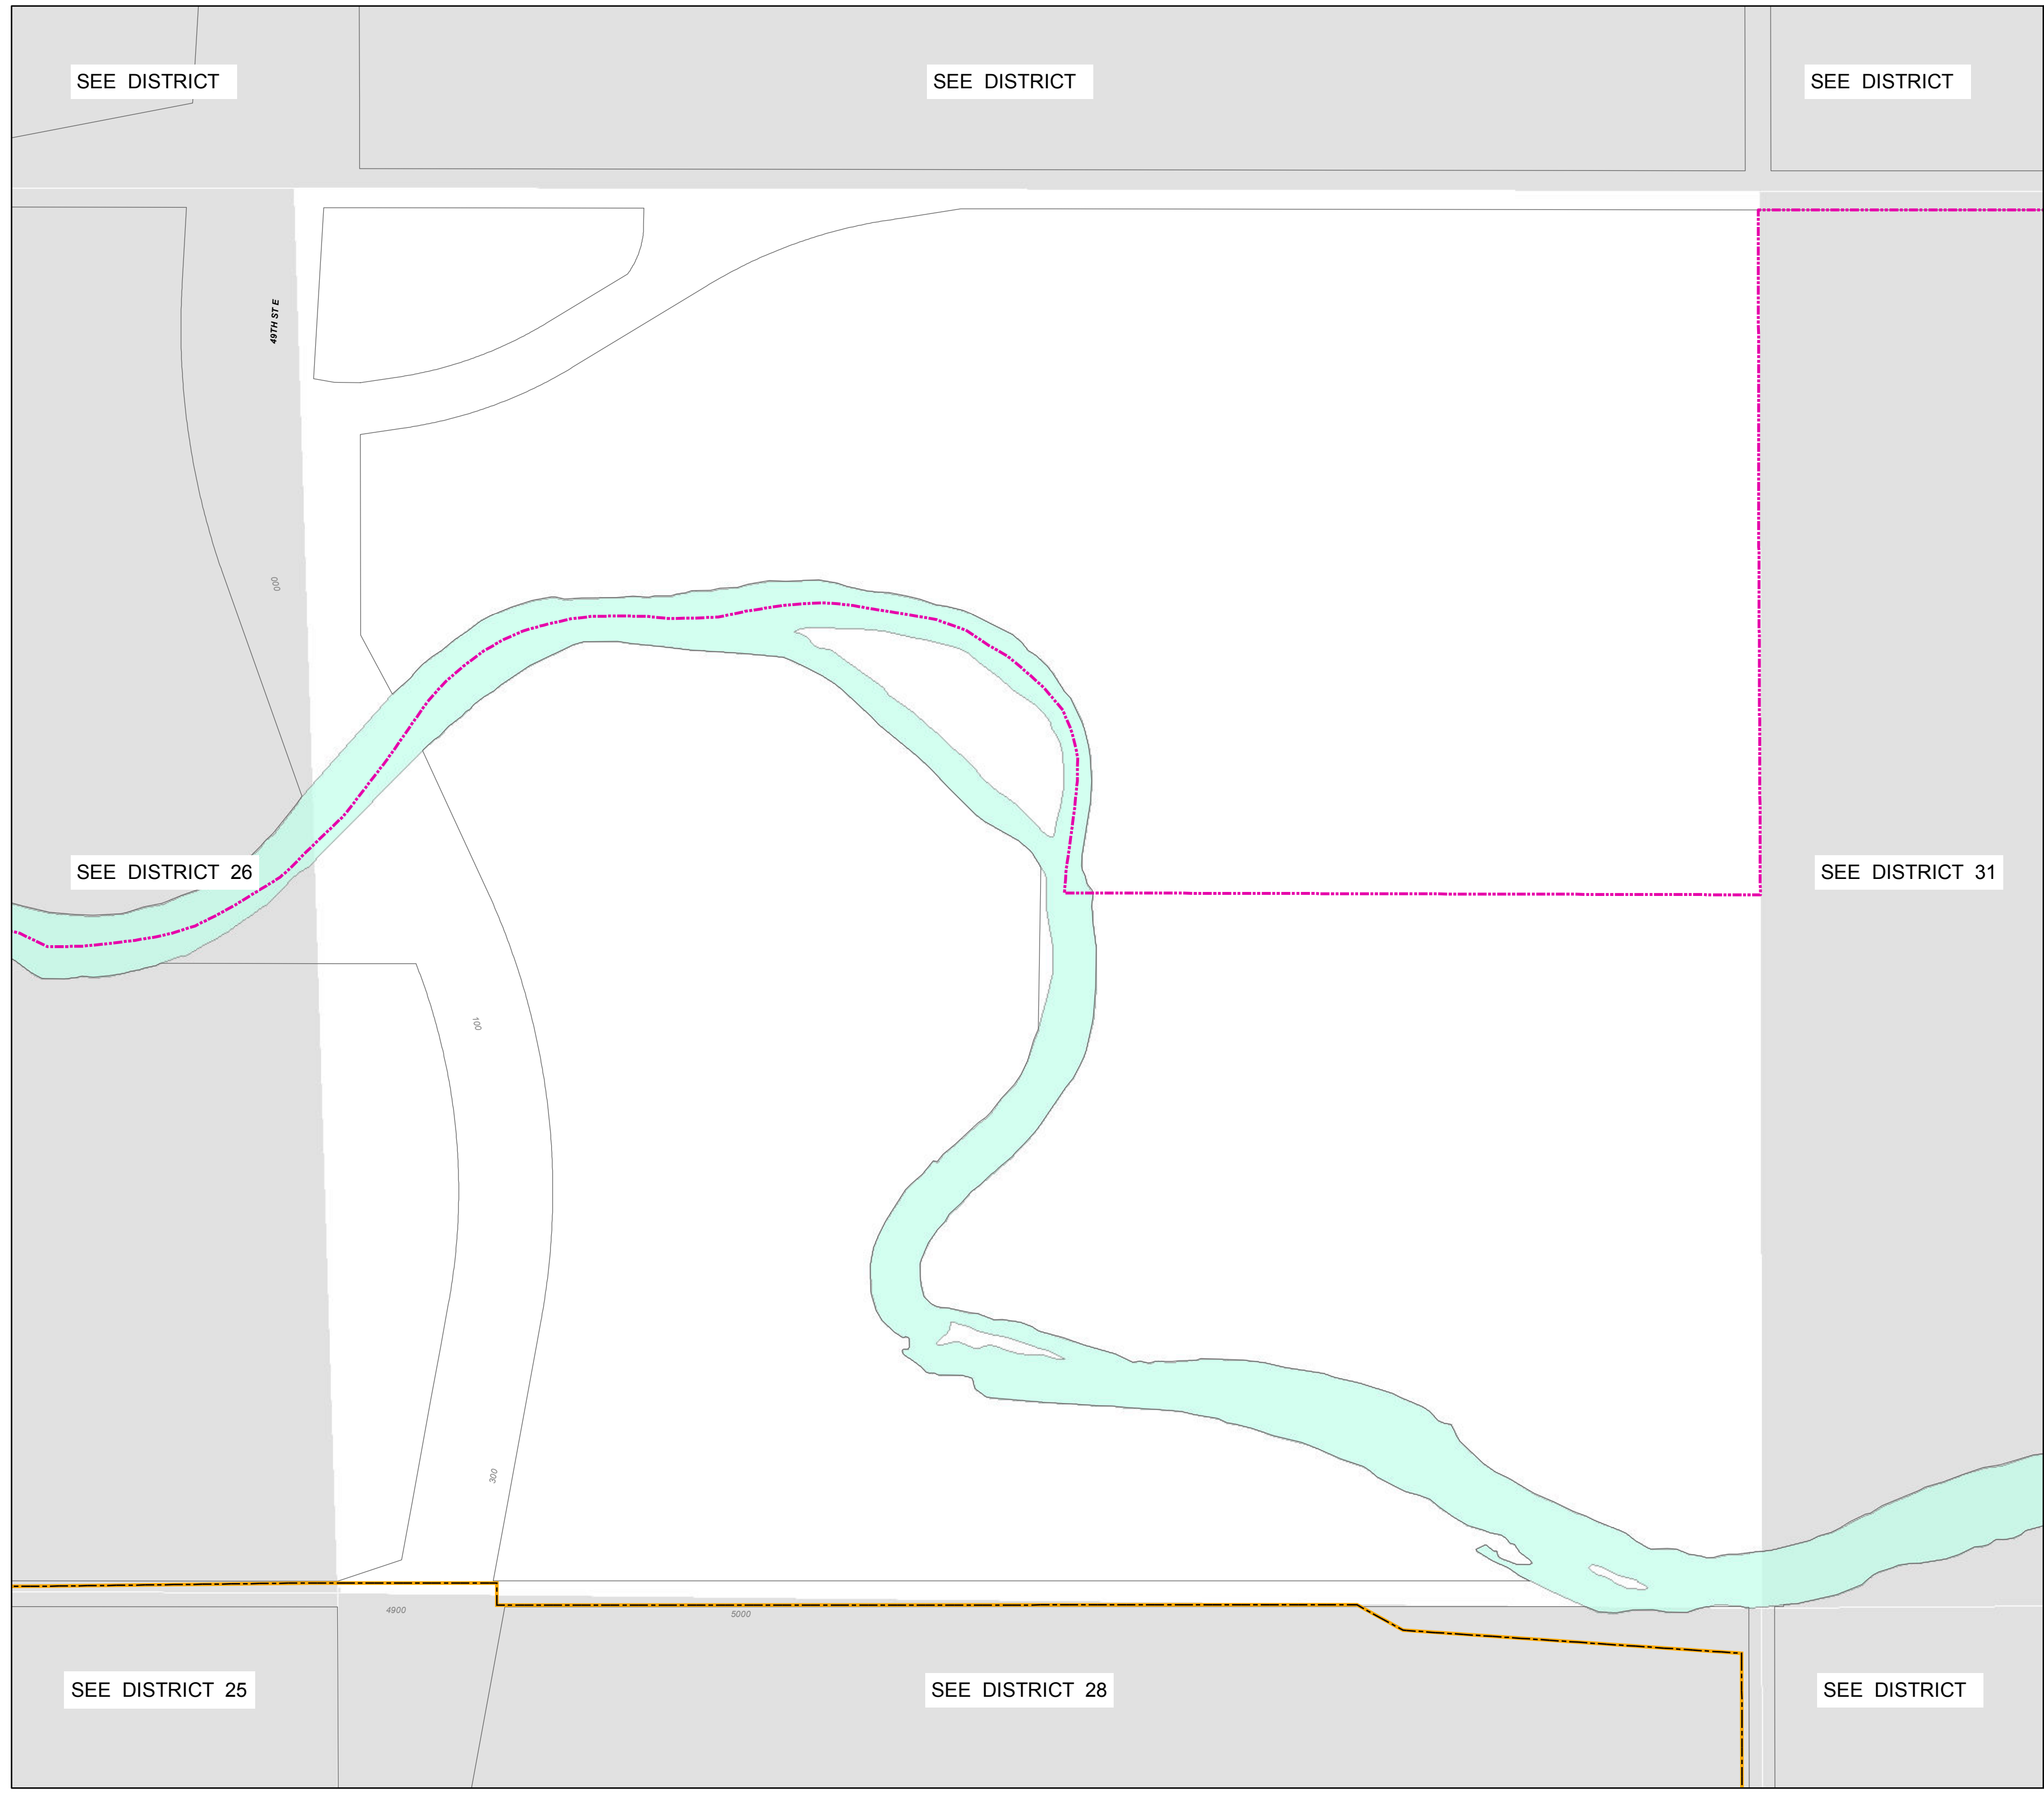 SEE DISTRICT
SEE DISTRICT
SEE DISTRICT
49TH ST E
000
SEE DISTRICT 26
SEE DISTRICT 31
100
300
4900
5000
SEE DISTRICT 25
SEE DISTRICT 28
SEE DISTRICT